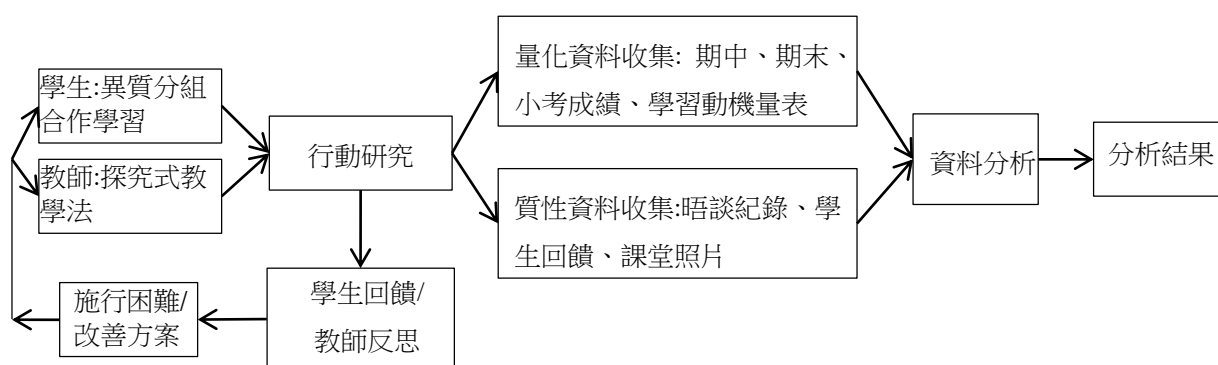 學生:異質分組
合作學習
教師:探究式教
學法
行動研究
量化資料收集: 期中、期末、
小考成績、學習動機量表
質性資料收集:晤談紀錄、學
生回饋、課堂照片
資料分析
分析結果
學生回饋/
教師反思
施行困難/
改善方案